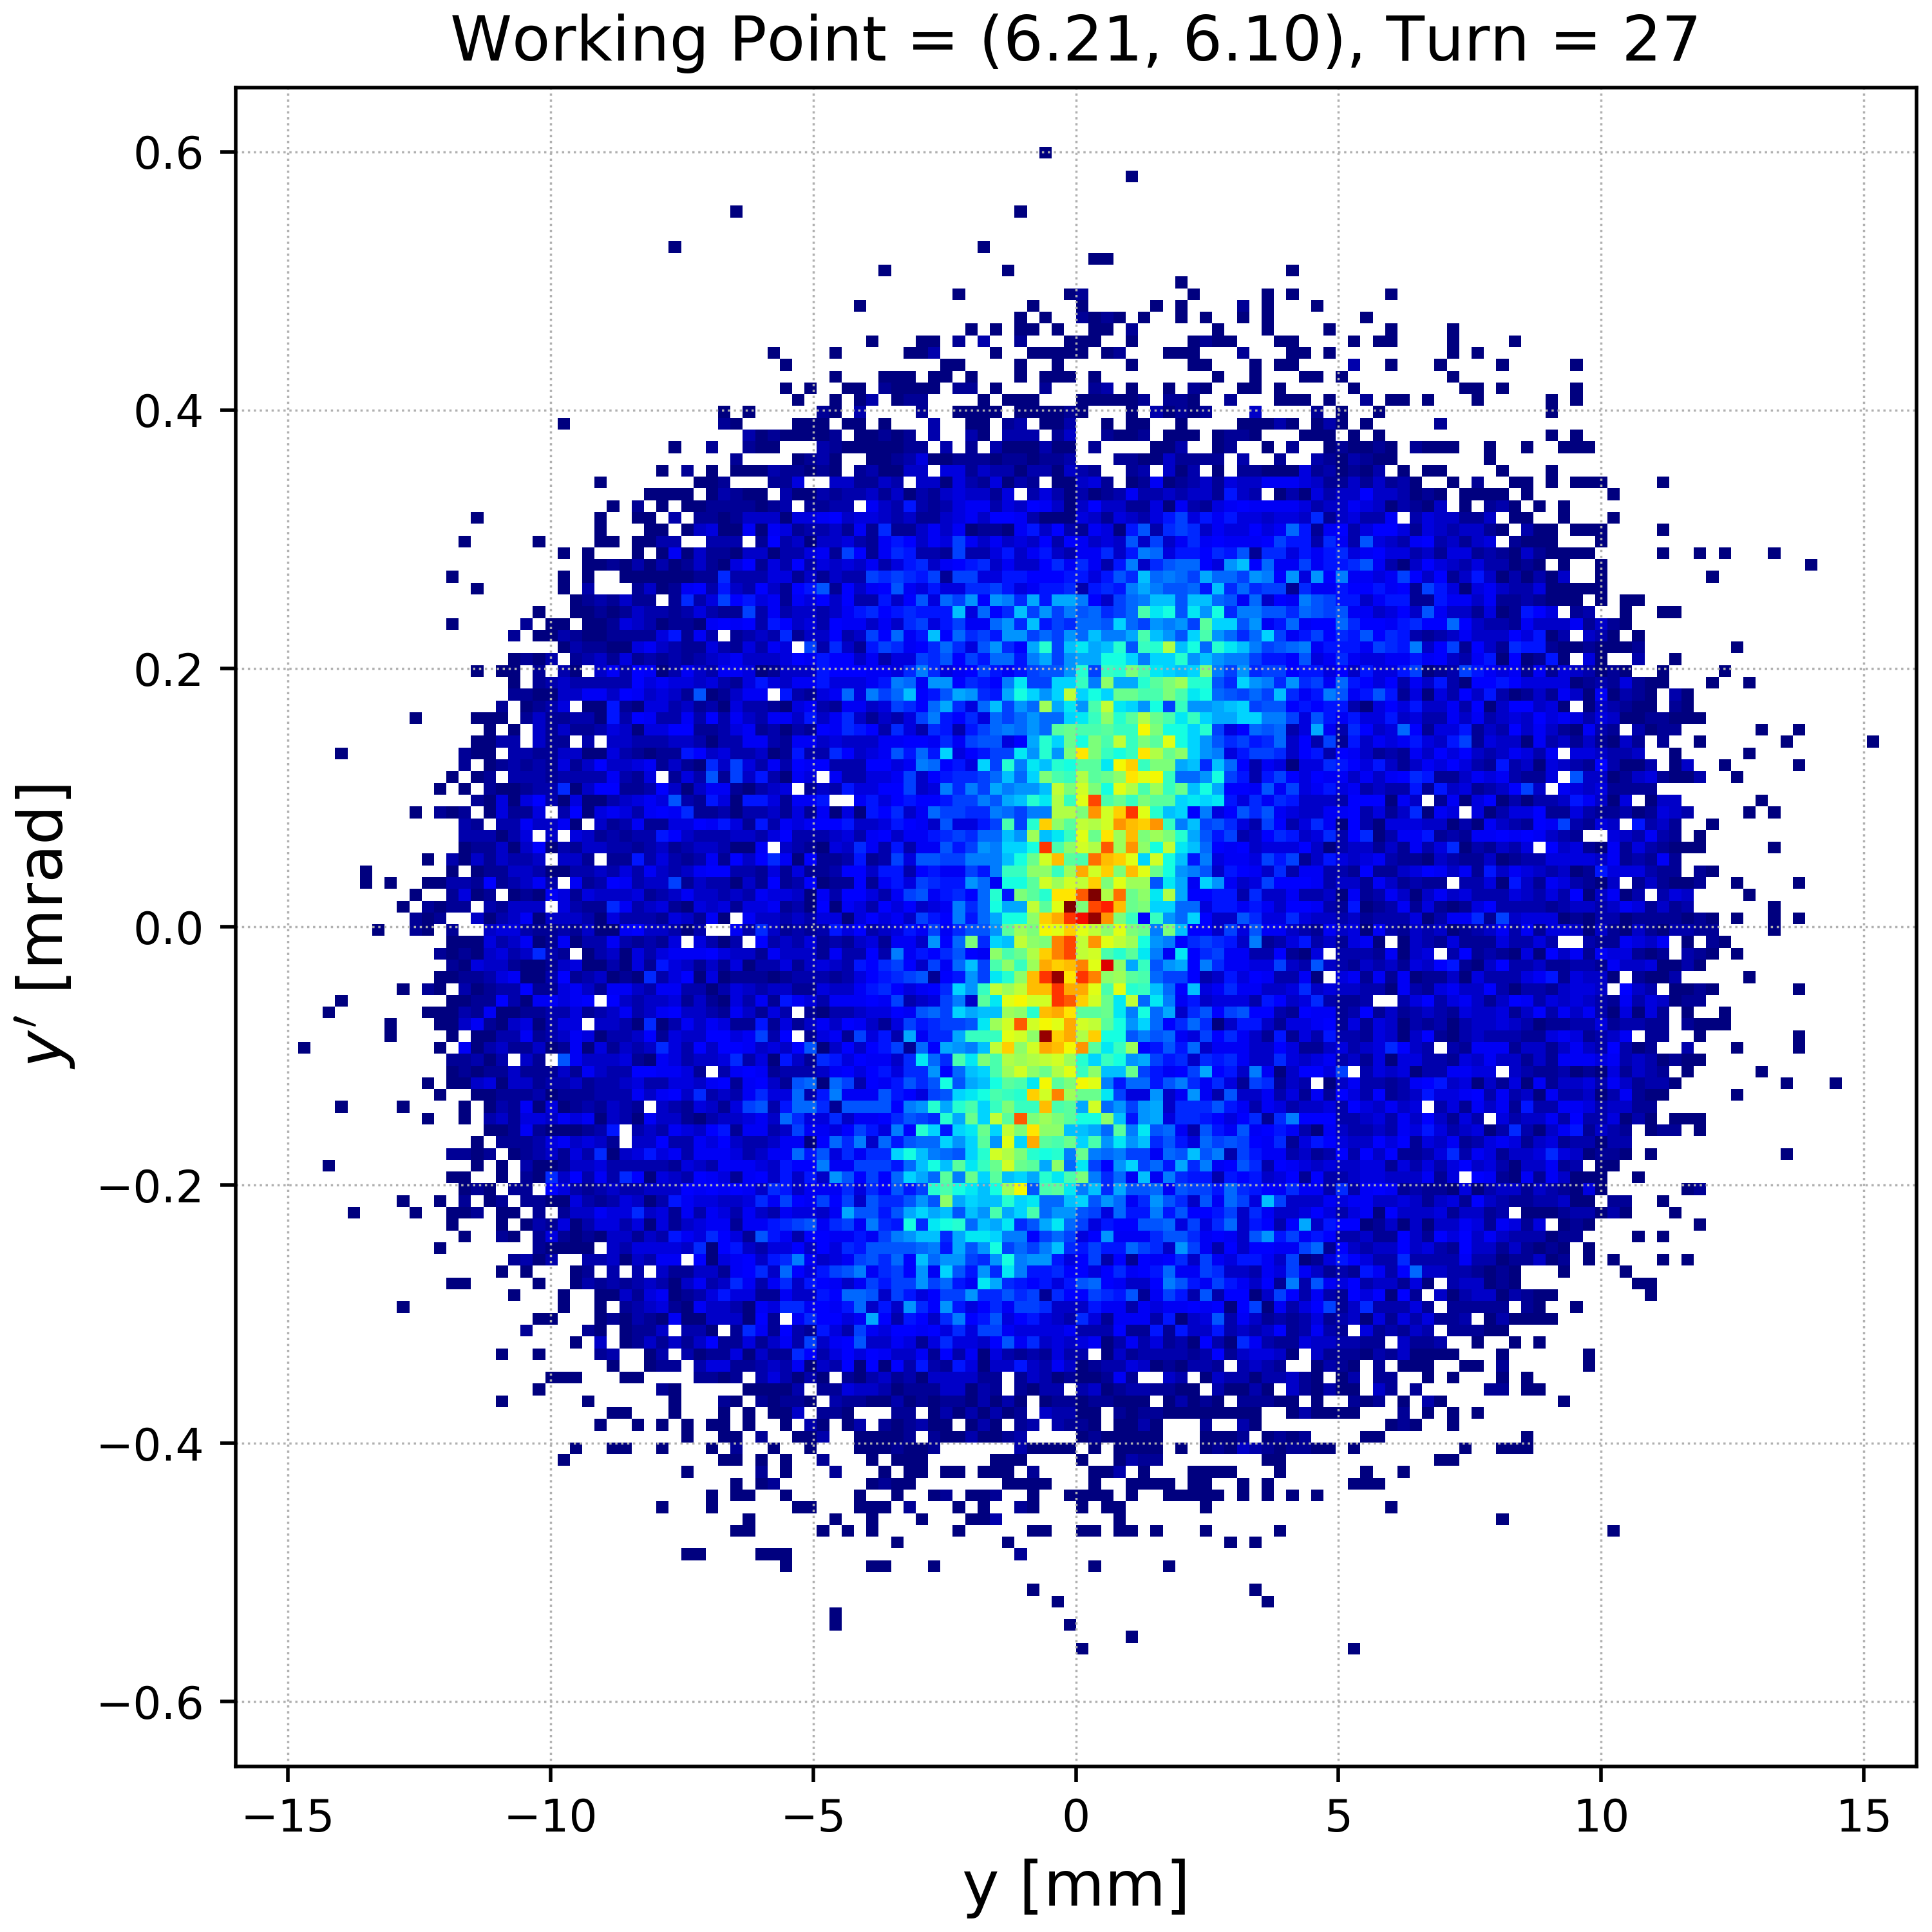 Working Point = (6.21, 6.10), Turn = 27
0.6
0.4
0.2
0.0
−0.2
−0.4
−0.6
y′ [mrad]
−15 −10 −5 0 5 10 15
y [mm]